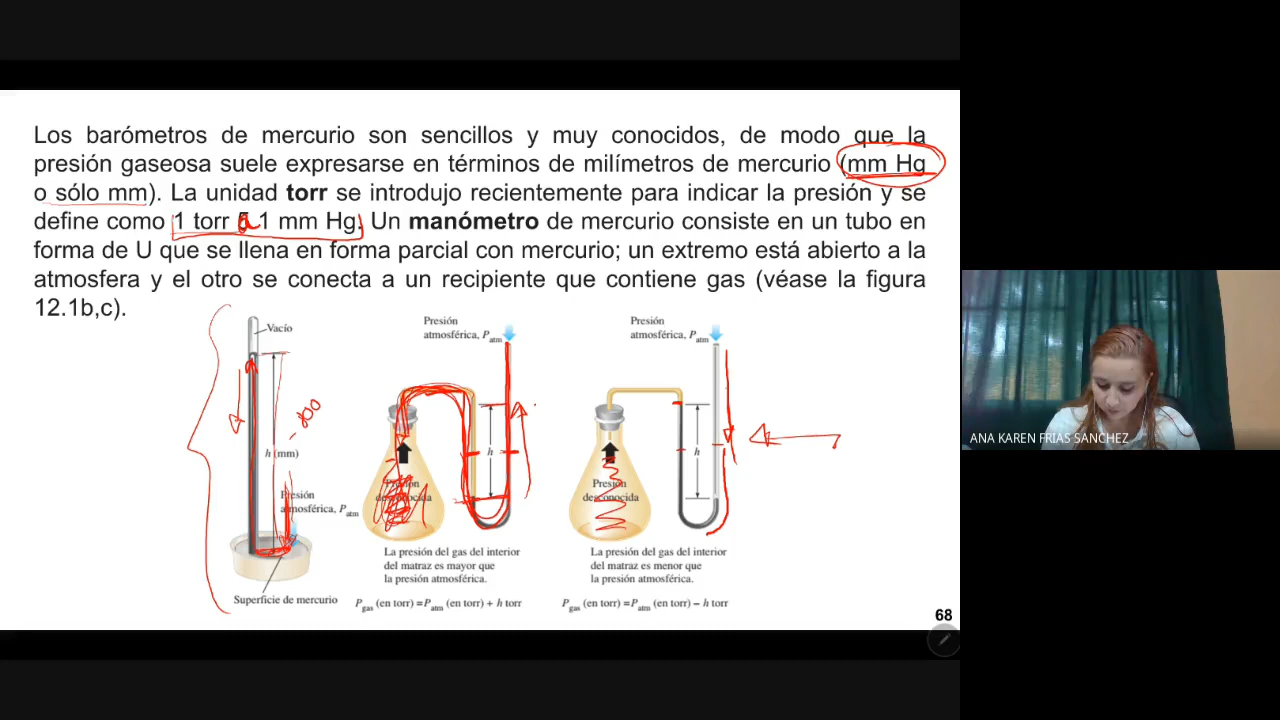 Los barómetros de mercurio son sencillos y muy conocidos, de modo que la
presión gaseosa suele expresarse en términos de milímetros de mercurio (mm Hg
o sólo mm). La unidad torr se introdujo recientemente para indicar la presión y se
define como 1 torr a 1 mm Hg. Un manómetro de mercurio consiste en un tubo en
forma de U que se llena en forma parcial con mercurio; un extremo está abierto a la
atmosfera y el otro se conecta a un recipiente que contiene gas (véase la figura
12.1b,c).
Vacío
h (mm)
Presión
atmosférica, Patm
Superficie de mercurio
Presión
atmosférica, Patm
h
Presión
desconocida
La presión del gas del interior
del matraz es mayor que
la presión atmosférica.
Pgas (en torr) =Patm (en torr) + h torr
Presión
atmosférica, Patm
h
Presión
desconocida
La presión del gas del interior
del matraz es menor que
la presión atmosférica.
Pgas (en torr) =Patm (en torr) – h torr
68
ANA KAREN FRIAS SANCHEZ